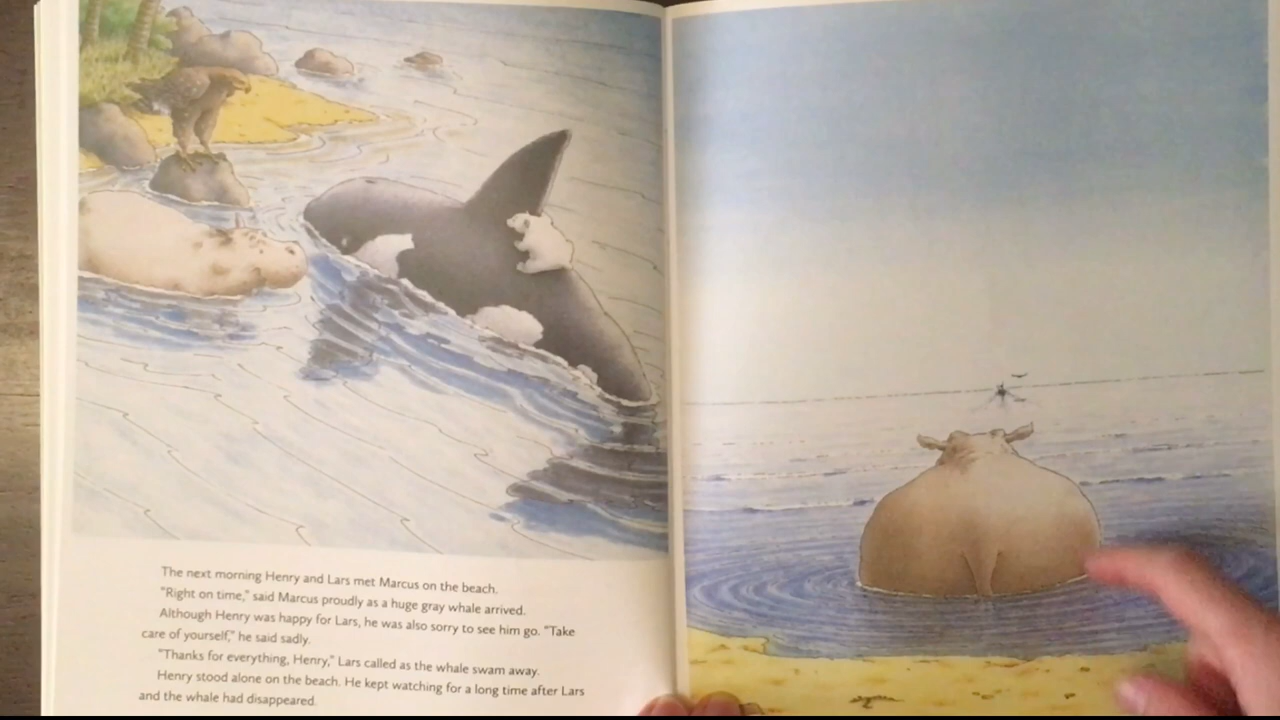 The next morning Henry and Lars met Marcus on the beach.
"Right on time," said Marcus proudly as a huge gray whale arrived.
Although Henry was happy for Lars, he was also sorry to see him go. "Take
care of yourself," he said sadly.
"Thanks for everything, Henry," Lars called as the whale swam away.
Henry stood alone on the beach. He kept watching for a long time after Lars
and the whale had disappeared.